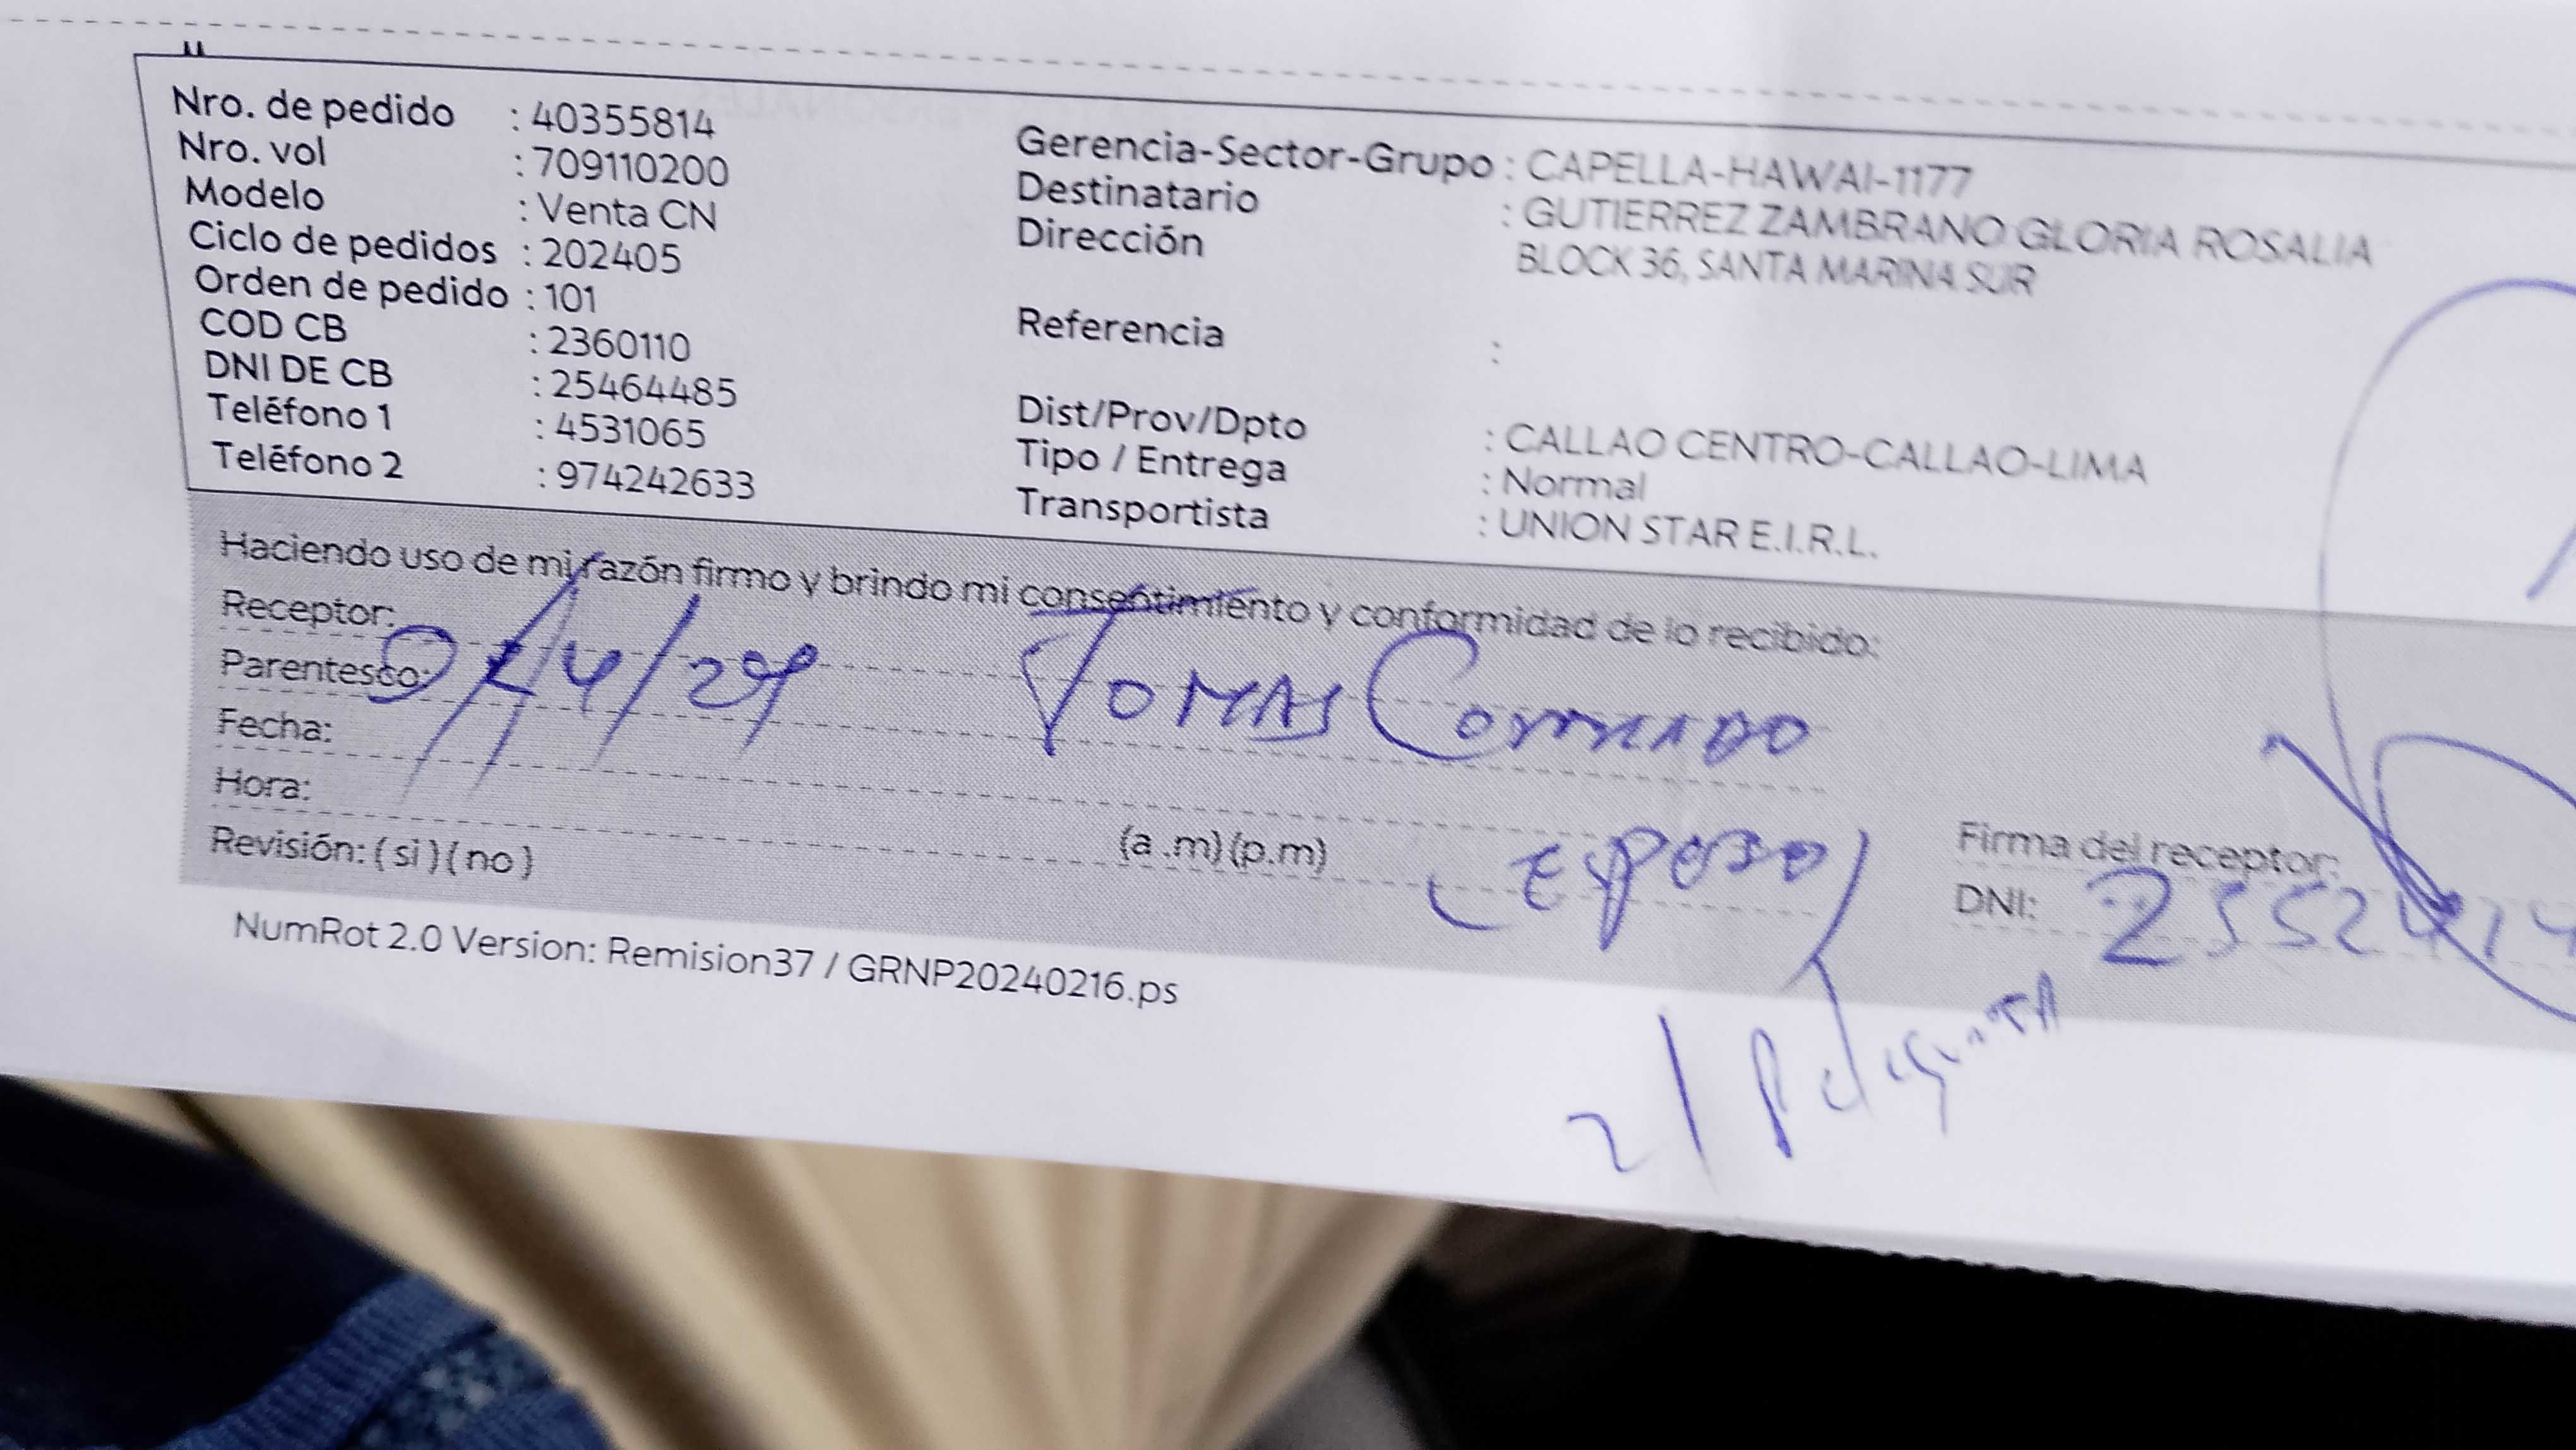 Nro. de pedido : 40355814
Nro. vol : 709110200
Modelo : Venta CN
Ciclo de pedidos : 202405
Orden de pedido : 101
COD CB : 2360110
DNI DE CB : 25464485
Teléfono 1 : 4531065
Teléfono 2 : 974242633
Gerencia-Sector-Grupo : CAPELLA-HAWAI-1177
Destinatario : GUTIERREZ ZAMBRANO GLORIA ROSALIA
Dirección BLOCK 36, SANTA MARINA SUR
Referencia :
Dist/Prov/Dpto : CALLAO CENTRO-CALLAO-LIMA
Tipo / Entrega : Normal
Transportista : UNION STAR E.I.R.L.
Haciendo uso de mi razón firmo y brindo mi consentimiento y conformidad de lo recibido:
Receptor:
Parentesco:
TOMAS
Fecha:
Hora: (a .m) (p.m)
Revisión: ( si ) ( no )
(ESPOSO)
Firma del receptor:
DNI:
NumRot 2.0 Version: Remision37 / GRNP20240216.ps